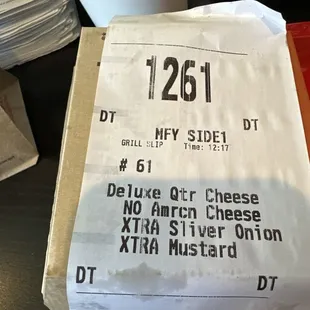 1261
DT DT
MFY SIDE1
GRILL SLIP Time: 12:17
# 61
Deluxe Qtr Cheese
NO Amrcn Cheese
XTRA Sliver Onion
XTRA Mustard
DT DT